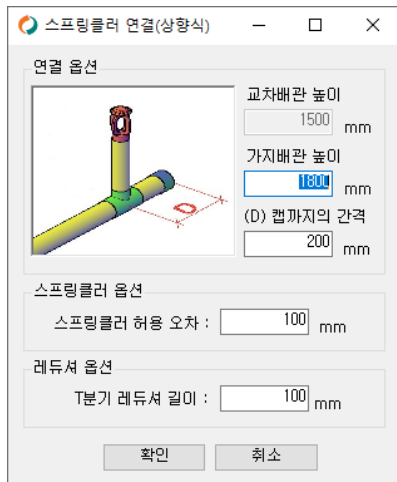 스프링클러 연결(상향식)
연결 옵션
D
교차배관 높이
1500 mm
가지배관 높이
1800 mm
(D) 캡까지의 간격
200 mm
스프링클러 옵션
스프링클러 허용 오차 : 100 mm
레듀셔 옵션
T분기 레듀셔 길이 : 100 mm
확인 취소